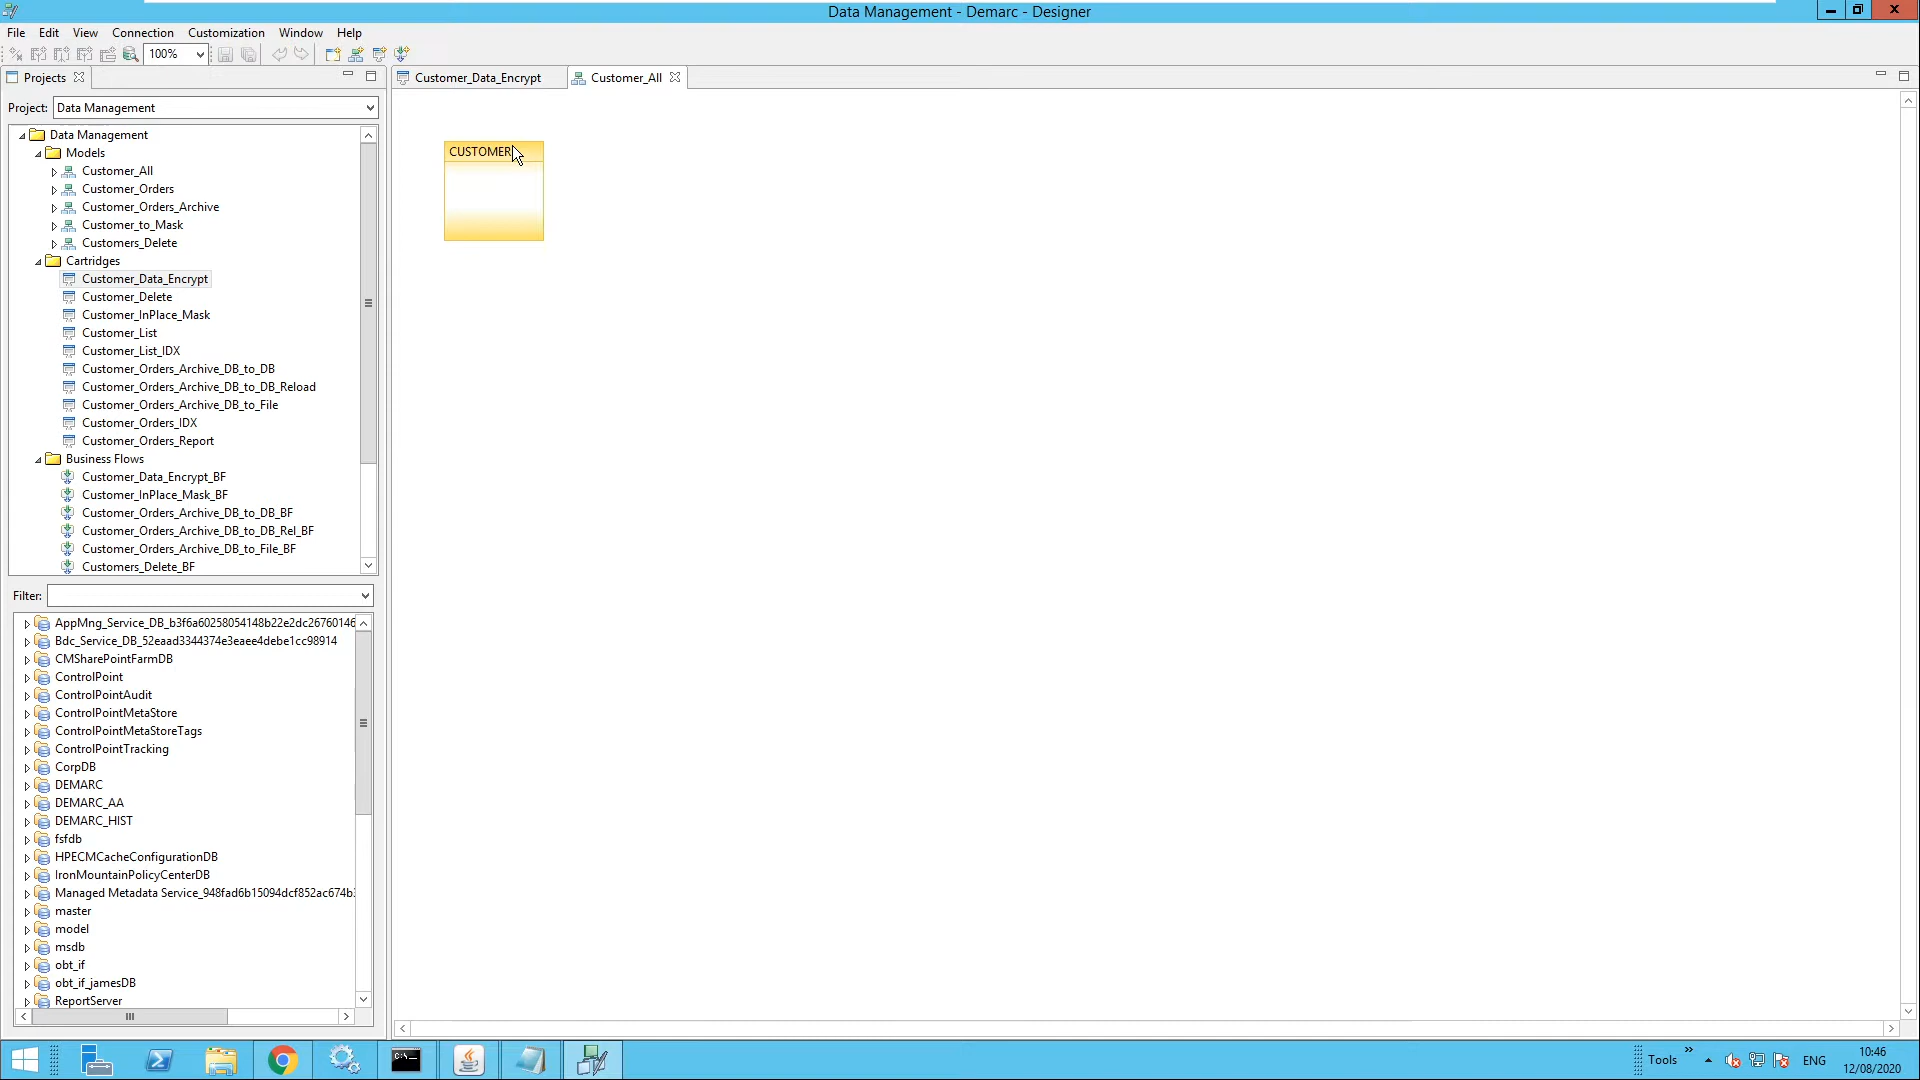 Data Management - Demarc - Designer
File Edit View Connection Customization Window Help
100%
Projects
Customer_Data_Encrypt
Customer_All
Project: Data Management
Data Management
Models
Customer_All
Customer_Orders
Customer_Orders_Archive
Customer_to_Mask
Customers_Delete
Cartridges
Customer_Data_Encrypt
Customer_Delete
Customer_InPlace_Mask
Customer_List
Customer_List_IDX
Customer_Orders_Archive_DB_to_DB
Customer_Orders_Archive_DB_to_DB_Reload
Customer_Orders_Archive_DB_to_File
Customer_Orders_IDX
Customer_Orders_Report
Business Flows
Customer_Data_Encrypt_BF
Customer_InPlace_Mask_BF
Customer_Orders_Archive_DB_to_DB_BF
Customer_Orders_Archive_DB_to_DB_Rel_BF
Customer_Orders_Archive_DB_to_File_BF
Customers_Delete_BF
Filter:
AppMng_Service_DB_b3f6a60258054148b22e2dc26760146
Bdc_Service_DB_52eaad3344374e3eaee4debe1cc98914
CMSharePointFarmDB
ControlPoint
ControlPointAudit
ControlPointMetaStore
ControlPointMetaStoreTags
ControlPointTracking
CorpDB
DEMARC
DEMARC_AA
DEMARC_HIST
fsfdb
HPECMCacheConfigurationDB
IronMountainPolicyCenterDB
Managed Metadata Service_948fad6b15094dcf852ac674b
master
model
msdb
obt_if
obt_if_jamesDB
ReportServer
CUSTOMER
Tools
ENG
10:46
12/08/2020